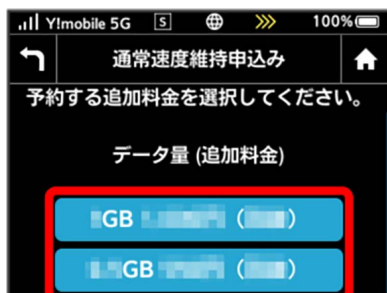 Y!mobile 5G S 100%
通常速度維持申込み
予約する追加料金を選択してください。
データ量 (追加料金)
GB ( )
GB ( )